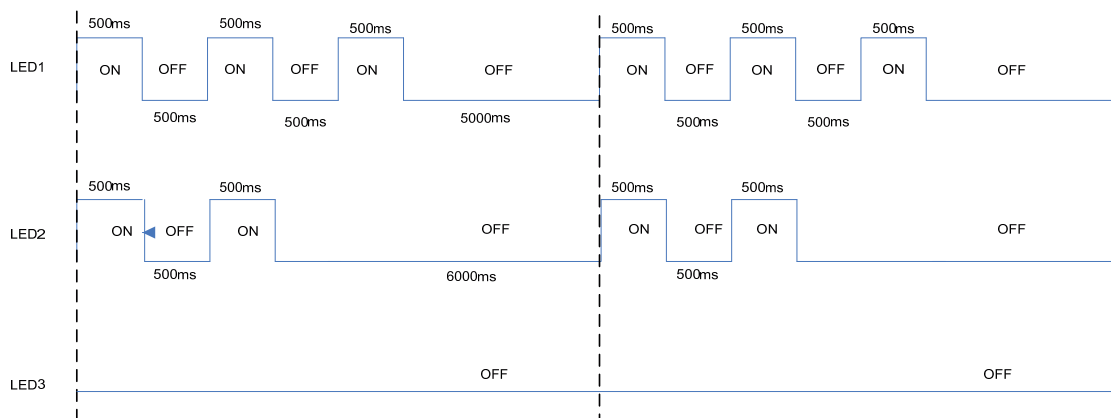 500ms 500ms 500ms 500ms 500ms 500ms
LED1 ON OFF ON OFF ON OFF ON OFF ON OFF ON OFF
500ms 500ms 5000ms 500ms 500ms
500ms 500ms 500ms 500ms
LED2 ON OFF ON OFF ON OFF ON OFF
500ms 6000ms 500ms
LED3 OFF OFF